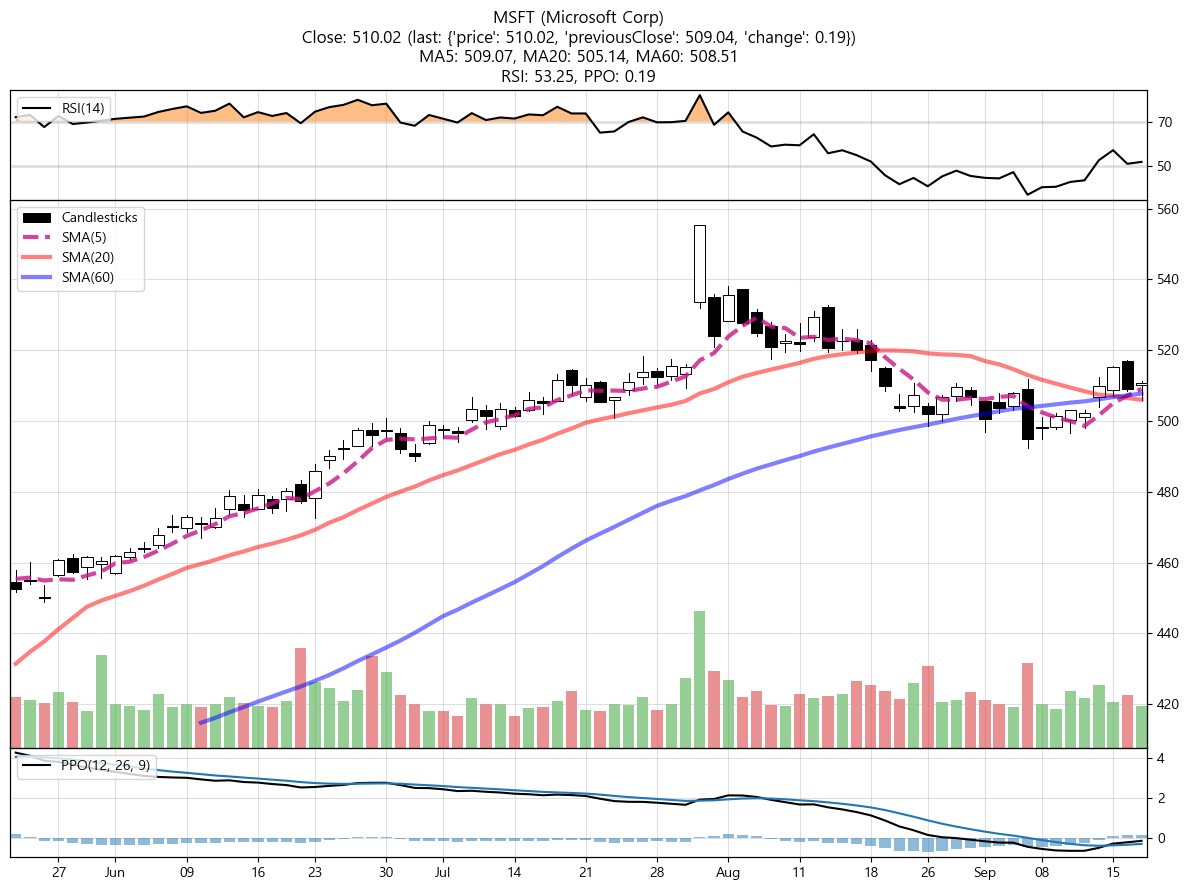 MSFT (Microsoft Corp)
Close: 510.02 (last: {'price': 510.02, 'previousClose': 509.04, 'change': 0.19})
MA5: 509.07, MA20: 505.14, MA60: 508.51
RSI: 53.25, PPO: 0.19
RSI(14)
70
50
Candlesticks
SMA(5)
SMA(20)
SMA(60)
560
540
520
500
480
460
440
420
PPO(12, 26, 9)
4
2
0
27 Jun 09 16 23 30 Jul 14 21 28 Aug 11 18 26 Sep 08 15